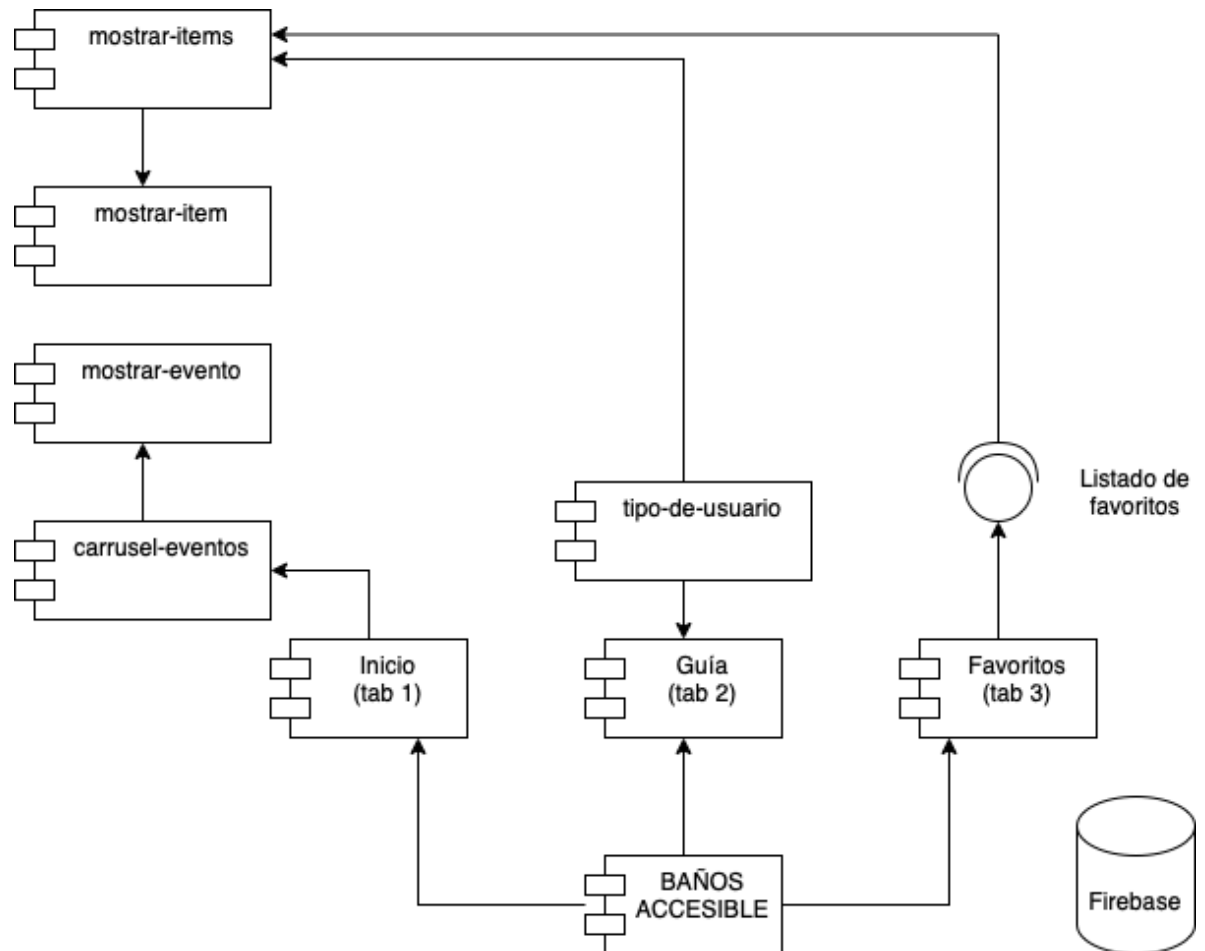 mostrar-items
mostrar-item
mostrar-evento
carrusel-eventos
tipo-de-usuario
Listado de
favoritos
Inicio
(tab 1)
Guía
(tab 2)
Favoritos
(tab 3)
BAÑOS
ACCESIBLE
Firebase